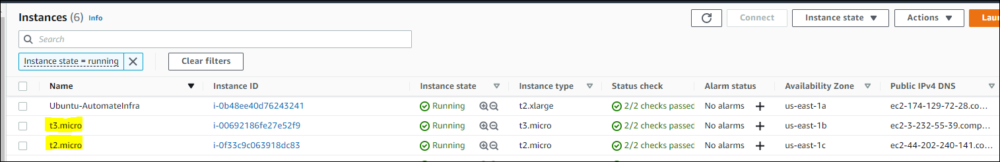 Instances (6) Info
Connect Instance state Actions
Search
Instance state = running Clear filters
Name Instance ID Instance state Instance type Status check Alarm status Availability Zone Public IPv4 DNS
Ubuntu-AutomateInfra i-0b48ee40d76243241 Running t2.xlarge 2/2 checks passed No alarms us-east-1a ec2-174-129-72-28.co...
t3.micro i-00692186fe27e52f9 Running t3.micro 2/2 checks passed No alarms us-east-1b ec2-3-232-55-39.comp...
t2.micro i-0f33c9c063918dc83 Running t2.micro 2/2 checks passed No alarms us-east-1c ec2-44-202-240-141.co...